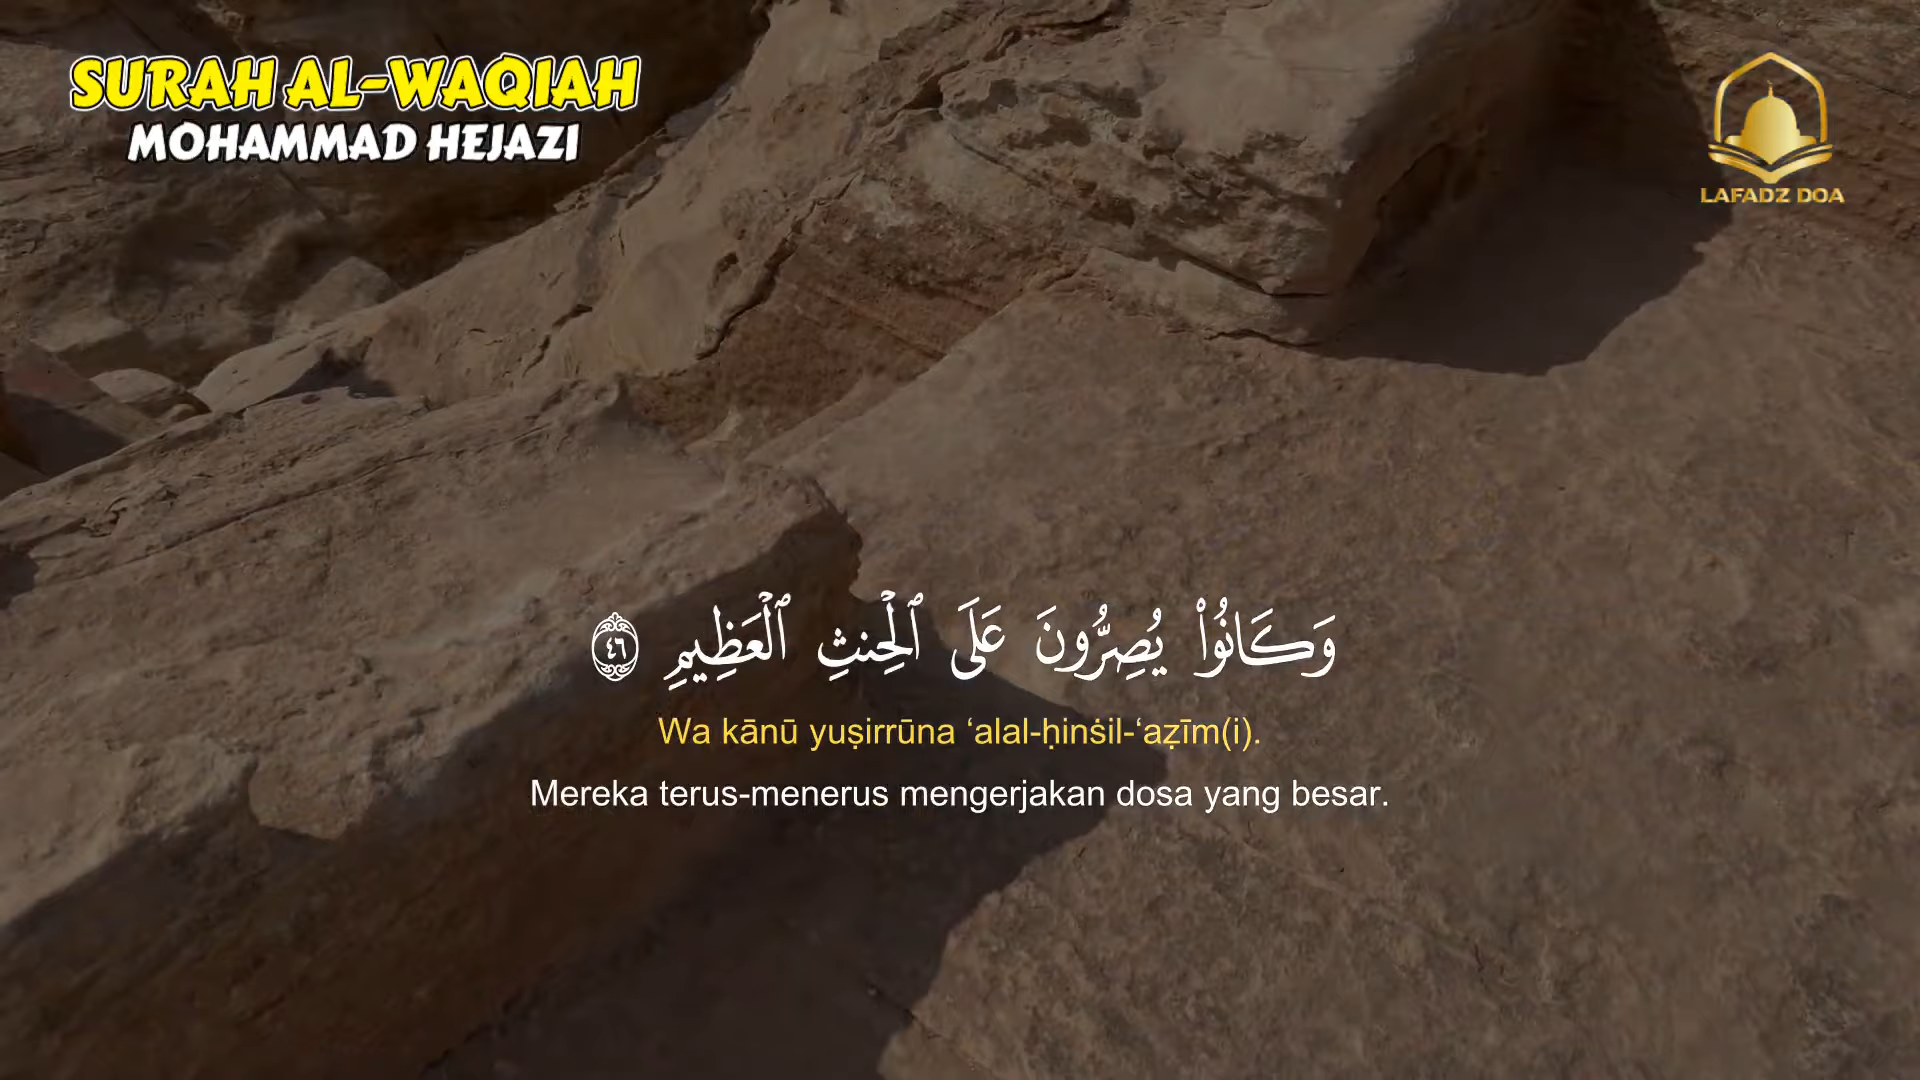 SURAH AL-WAQIAH
MOHAMMAD HEJAZI
LAFADZ DOA
وَكَانُوا۟ يُصِرُّونَ عَلَى ٱلْحِنثِ ٱلْعَظِيمِ ٤٦
Wa kānū yuṣirrūna ‘alal-ḥinṡil-‘aẓīm(i).
Mereka terus-menerus mengerjakan dosa yang besar.